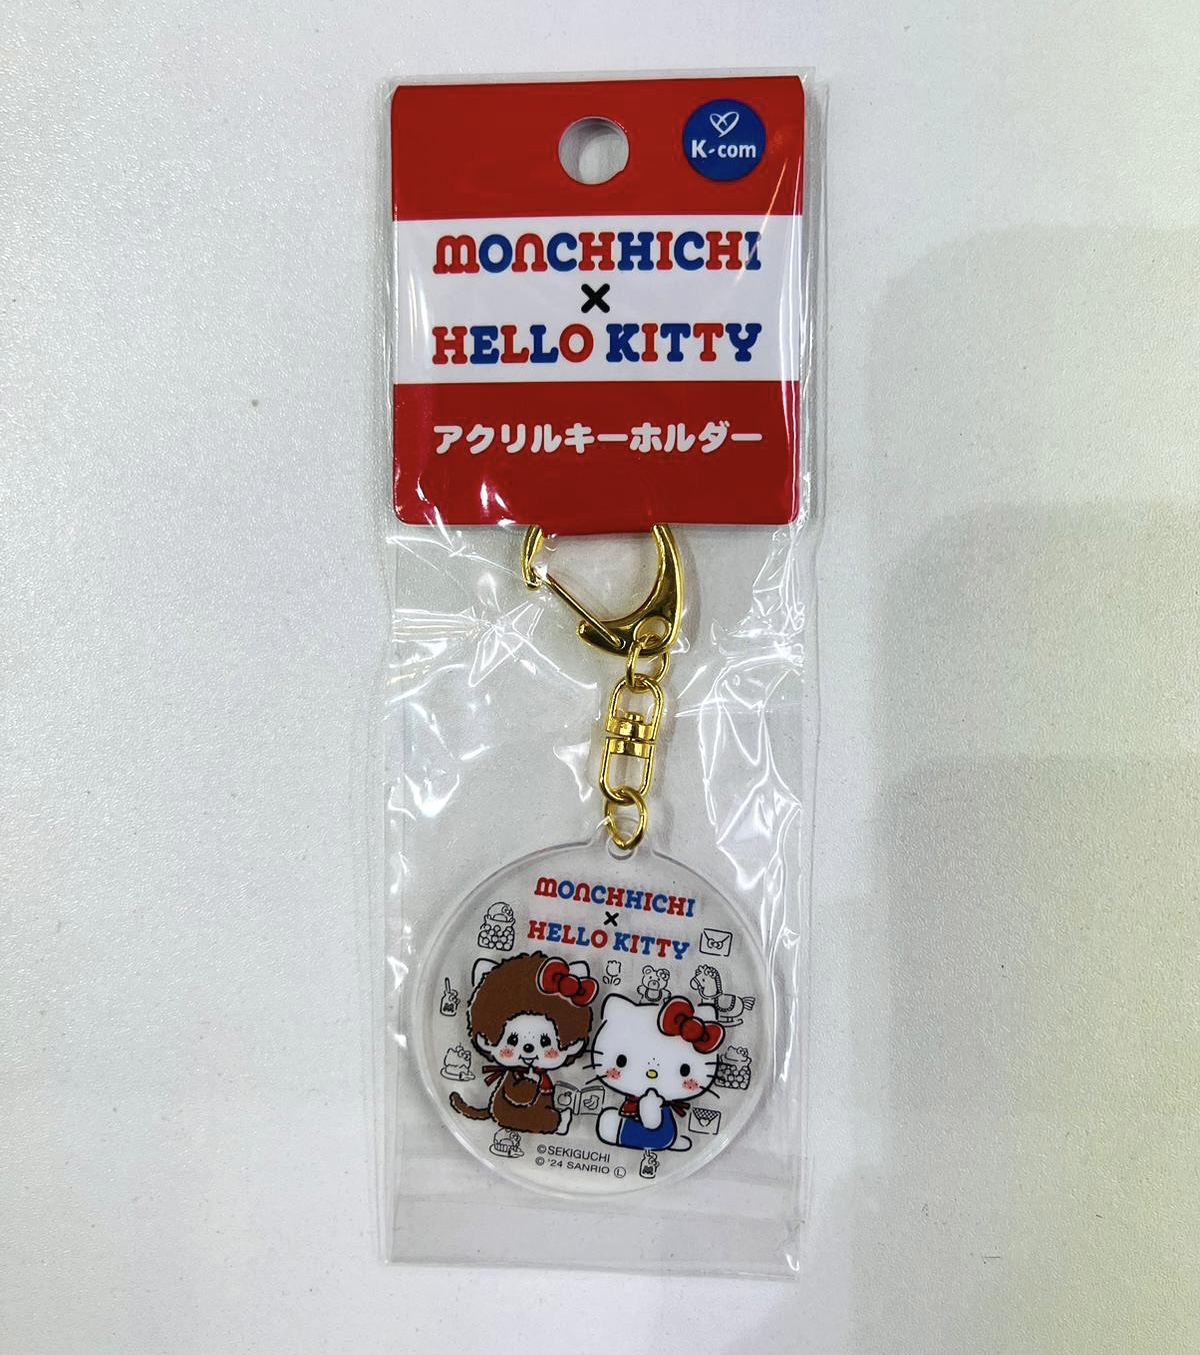 K-com
MONCHHICHI
×
HELLO KITTY
アクリルキーホルダー
MONCHHICHI
×
HELLO KITTY
©SEKIGUCHI
© '24 SANRIO Ⓛ